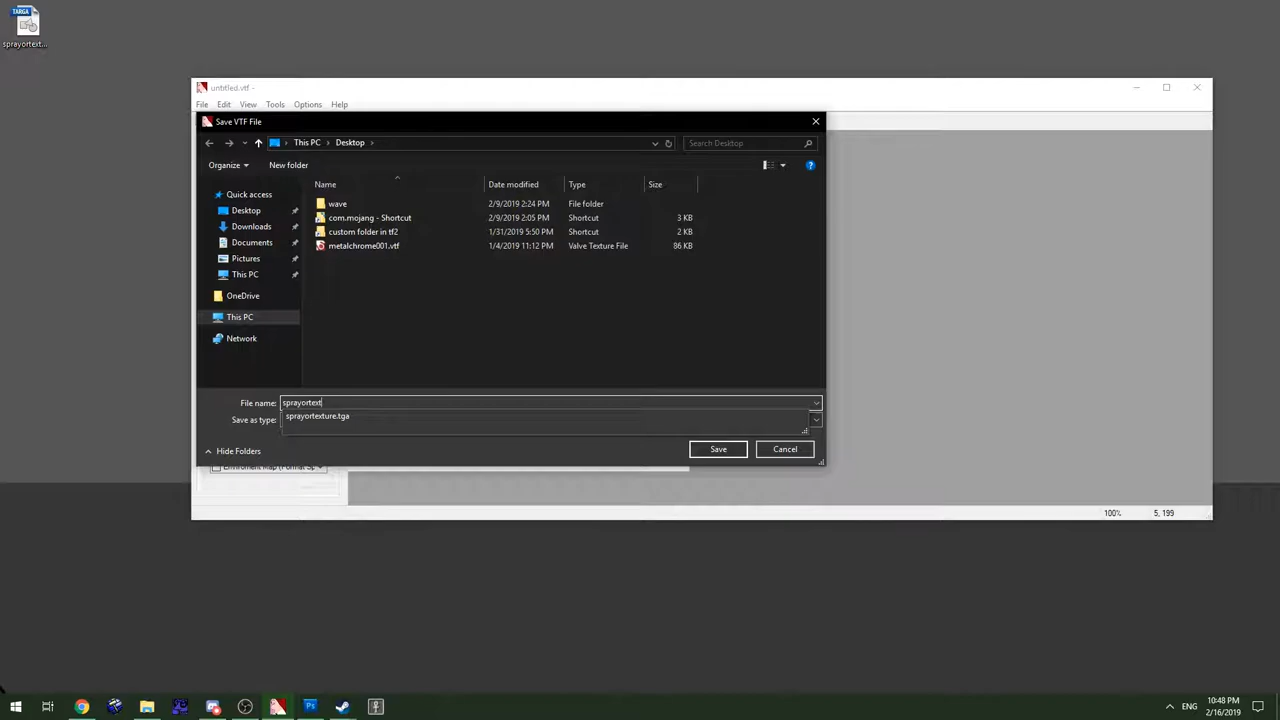 TARGA
sprayortext...
untitled.vtf -
File Edit View Tools Options Help
Save VTF File
This PC > Desktop >
Search Desktop
Organize
New folder
Name Date modified Type Size
Quick access
Desktop
Downloads
Documents
Pictures
This PC
OneDrive
This PC
Network
wave 2/9/2019 2:24 PM File folder
com.mojang - Shortcut 2/9/2019 2:05 PM Shortcut 3 KB
custom folder in tf2 1/31/2019 5:50 PM Shortcut 2 KB
metalchrome001.vtf 1/4/2019 11:12 PM Valve Texture File 86 KB
File name: sprayortext
sprayortexture.tga
Save as type:
Hide Folders
Save
Cancel
Enviroment Map (Format Sp
100% 5, 199
Ps
ENG
10:48 PM
2/16/2019